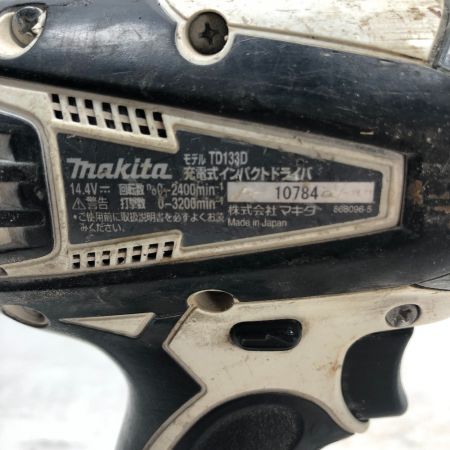 モデル TD133D
makita 充電式インパクトドライバ
14.4V⎓ 回転数 n₀0-2400min⁻¹
10784
⚠警告 打撃数 0-3200min⁻¹
株式会社 マキタ 808096-5
•ご使用前に取扱説明書を必ずよくお読みください。
Made in Japan